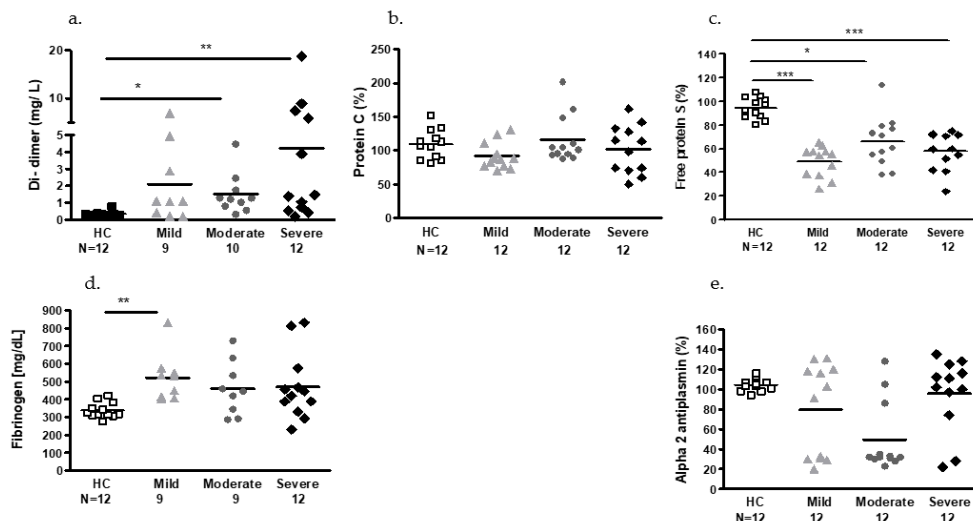 a.
**
*
Di- dimer (mg/ L)
20
10
5
4
3
2
1
0
HC Mild Moderate Severe
N=12 9 10 12
b.
Protein C (%)
250
200
150
100
50
0
HC Mild Moderate Severe
N=12 12 12 12
c.
***
*
***
Free protein S (%)
160
140
120
100
80
60
40
20
0
HC Mild Moderate Severe
N=12 12 12 12
d.
**
Fibrinogen [mg/dL]
900
800
700
600
500
400
300
200
100
0
HC Mild Moderate Severe
N=12 9 9 12
e.
Alpha 2 antiplasmin (%)
160
140
120
100
80
60
40
20
0
HC Mild Moderate Severe
N=12 12 12 12